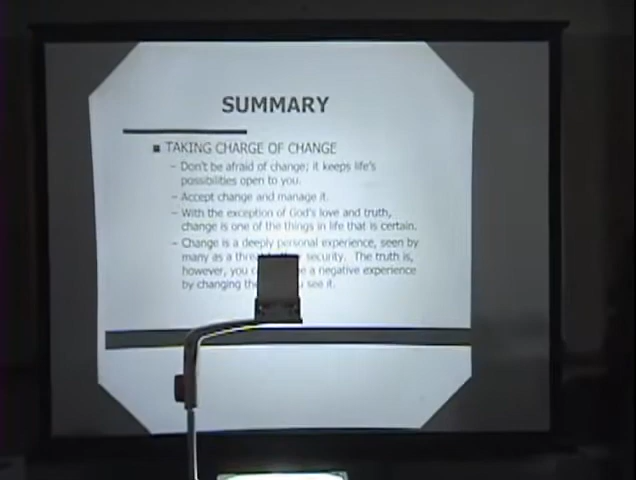 SUMMARY
TAKING CHARGE OF CHANGE
– Don't be afraid of change; it keeps life's
possibilities open to you.
– Accept change and manage it.
– With the exception of God's love and truth,
change is one of the things in life that is certain.
– Change is a deeply personal experience, seen by
many as a security. The truth is,
however, you a negative experience
by changing the see it.